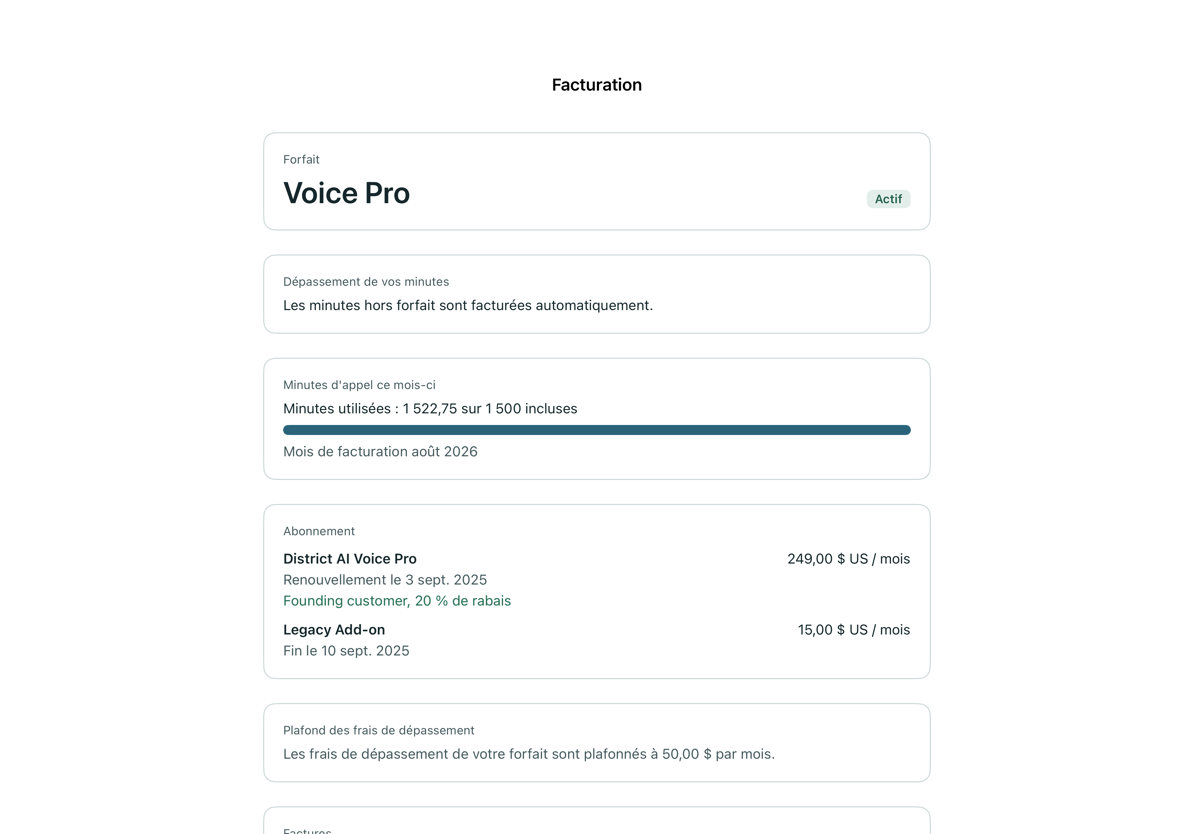 Facturation
Forfait
Voice Pro
Actif
Dépassement de vos minutes
Les minutes hors forfait sont facturées automatiquement.
Minutes d'appel ce mois-ci
Minutes utilisées : 1 522,75 sur 1 500 incluses
Mois de facturation août 2026
Abonnement
District AI Voice Pro 249,00 $ US / mois
Renouvellement le 3 sept. 2025
Founding customer, 20 % de rabais
Legacy Add-on 15,00 $ US / mois
Fin le 10 sept. 2025
Plafond des frais de dépassement
Les frais de dépassement de votre forfait sont plafonnés à 50,00 $ par mois.
Factures